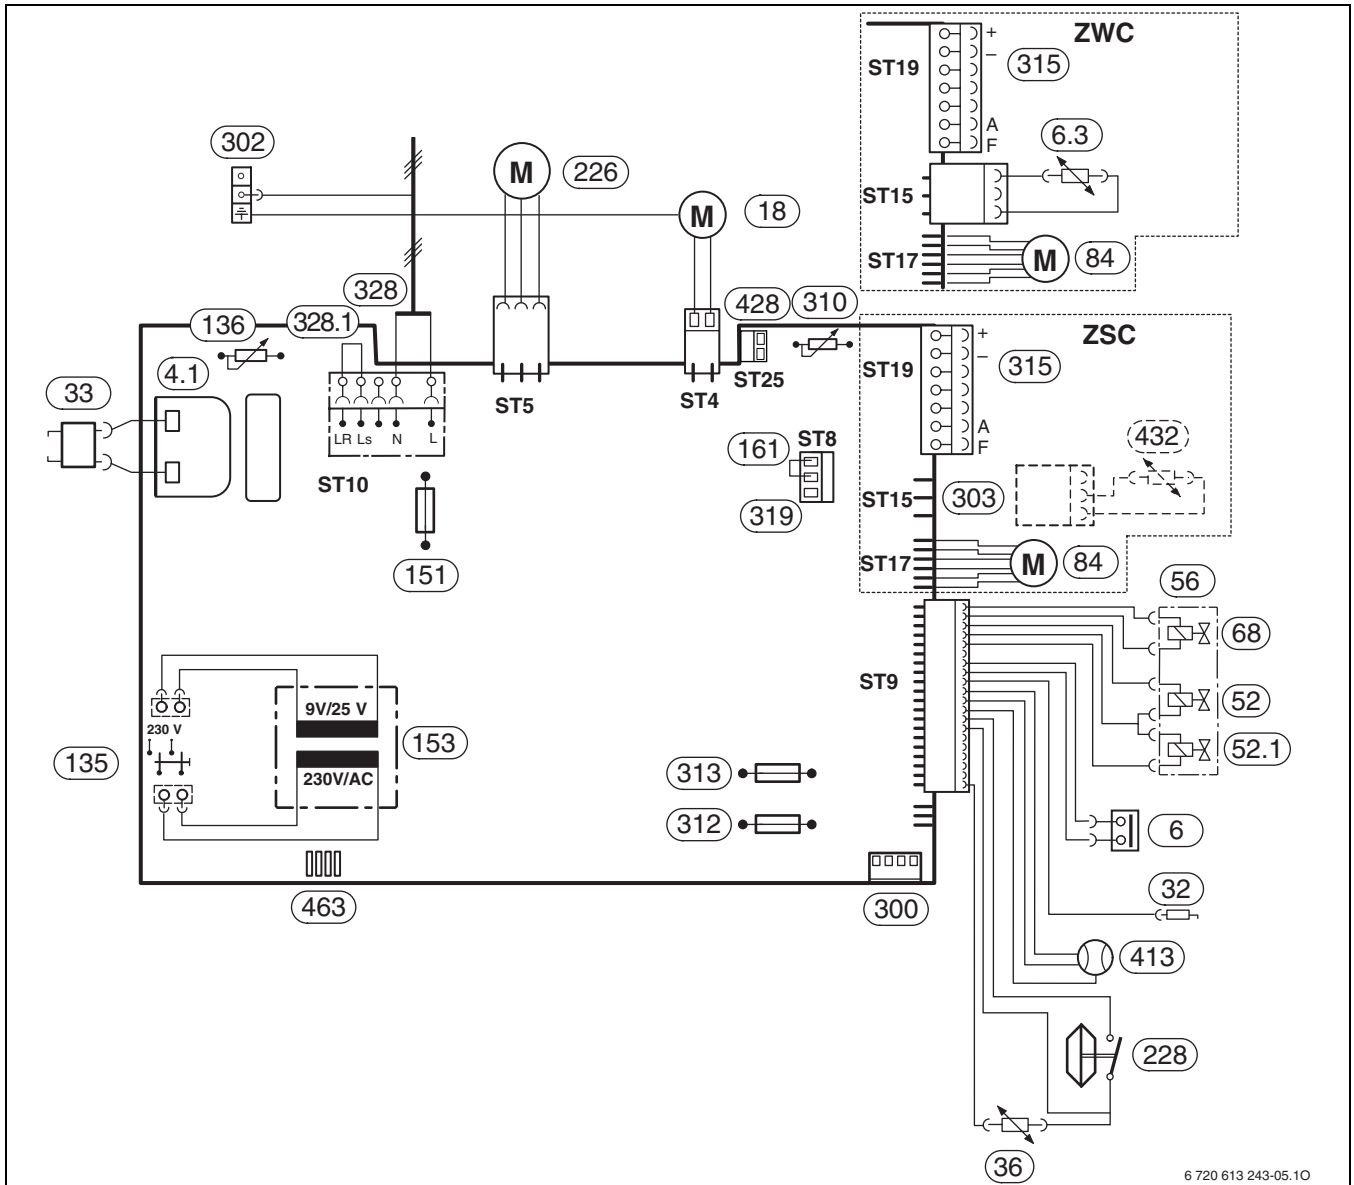 ZWC
+
–
ST19
315
A
F
6.3
302
M
226
ST15
M
18
ST17
M
84
328
428
310
136
328.1
ZSC
+
–
ST19
315
4.1
ST25
33
ST5
ST4
A
F
432
LR
Ls
N
L
161
ST8
ST10
303
ST15
319
151
ST17
M
84
56
68
ST9
52
9V/25 V
230 V
153
52.1
135
230V/AC
313
312
6
32
463
300
413
228
36
6 720 613 243-05.1O